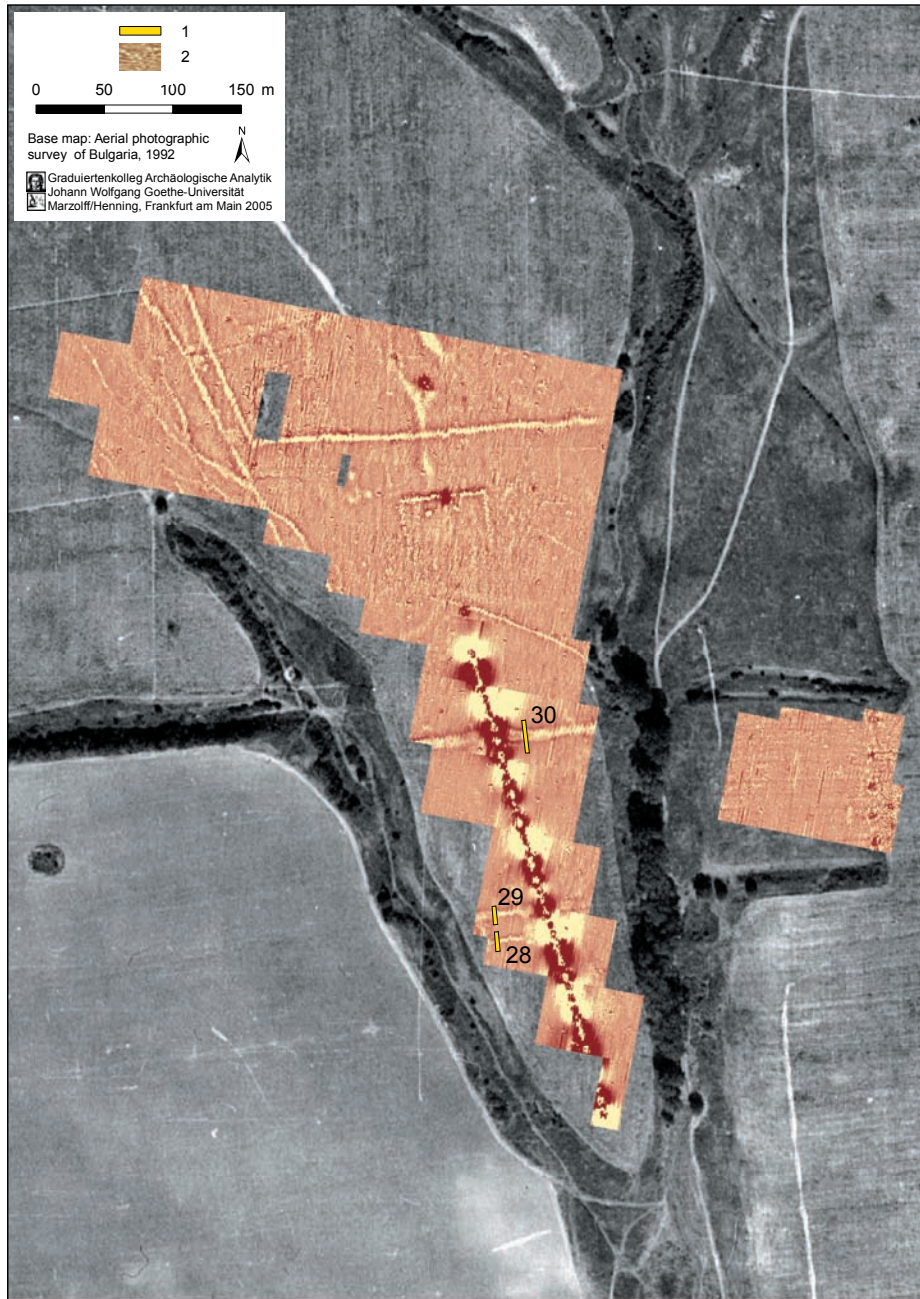 1
2
0 50 100 150 m
Base map: Aerial photographic
survey of Bulgaria, 1992
N
Graduiertenkolleg Archäologische Analytik
Johann Wolfgang Goethe-Universität
Marzolff/Henning, Frankfurt am Main 2005
30
29
28